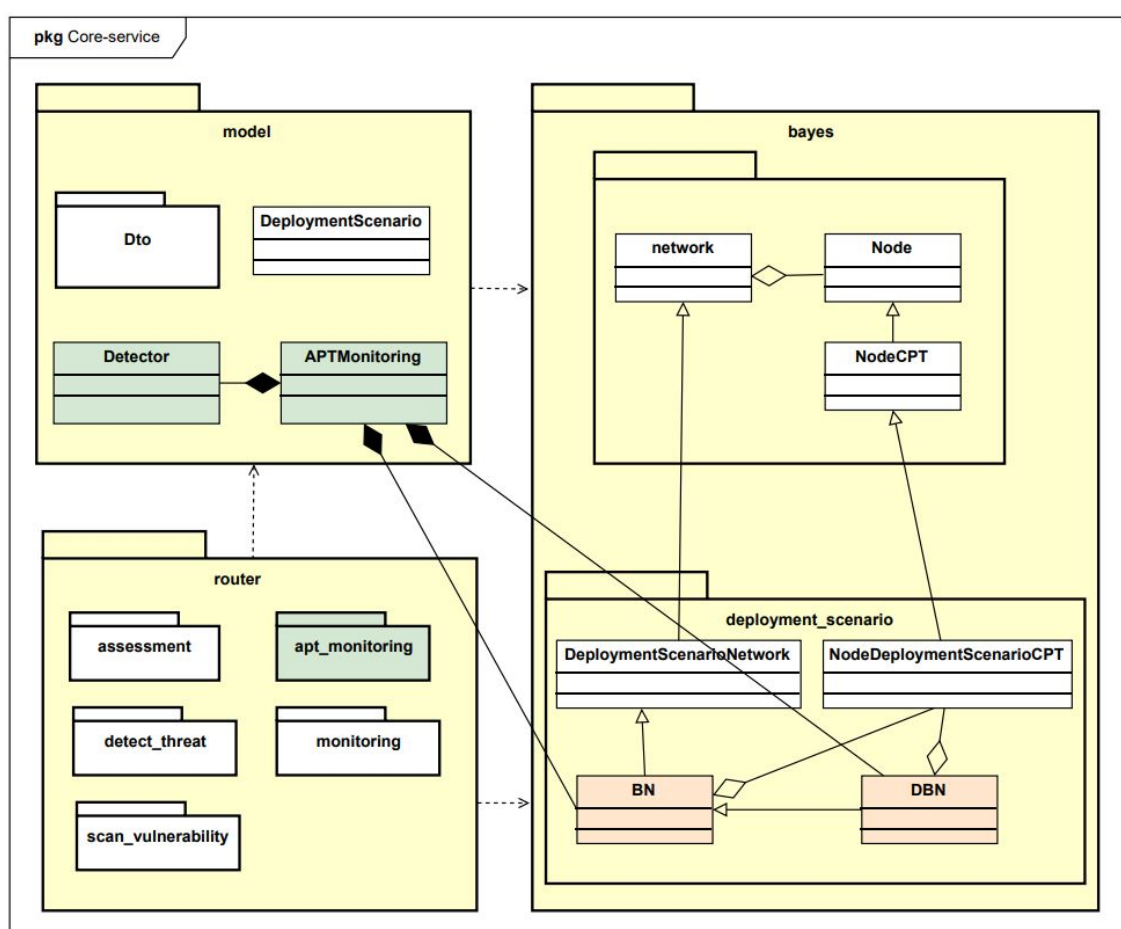 pkg Core-service
model
Dto
DeploymentScenario
Detector
APTMonitoring
bayes
network
Node
NodeCPT
router
assessment
apt_monitoring
detect_threat
monitoring
scan_vulnerability
deployment_scenario
DeploymentScenarioNetwork
NodeDeploymentScenarioCPT
BN
DBN